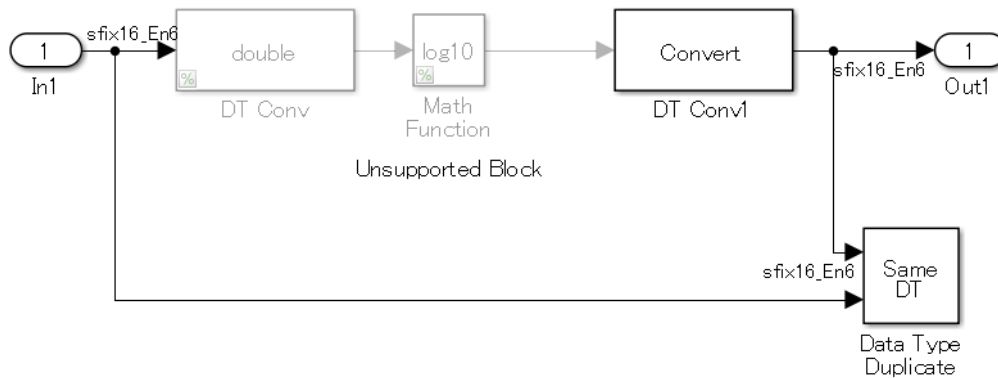 sfix16_En6
1
In1
double
%
DT Conv
log10
%
Math
Function
Unsupported Block
Convert
DT Conv1
sfix16_En6
1
Out1
sfix16_En6
Same
DT
Data Type
Duplicate